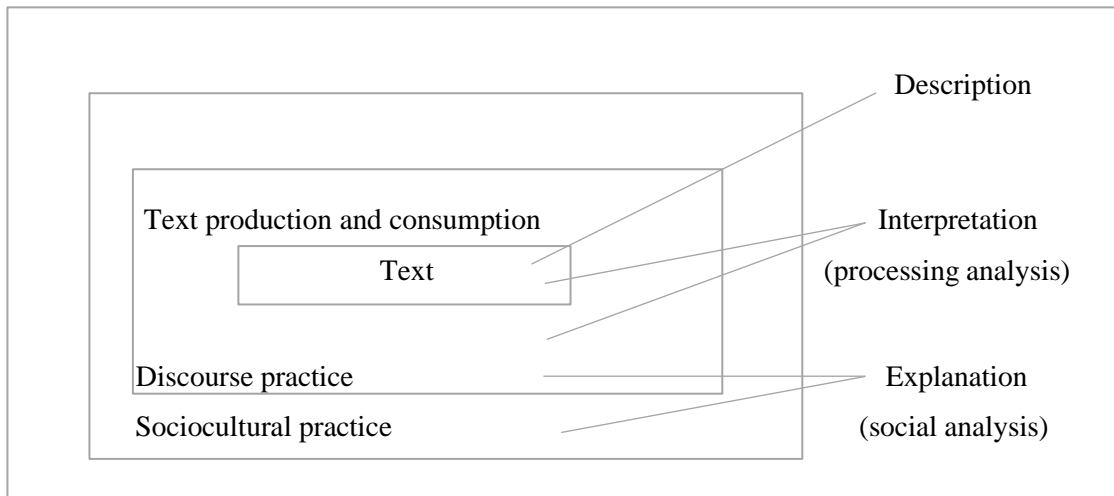 Description
Text production and consumption
Interpretation
Text
(processing analysis)
Discourse practice
Explanation
Sociocultural practice
(social analysis)